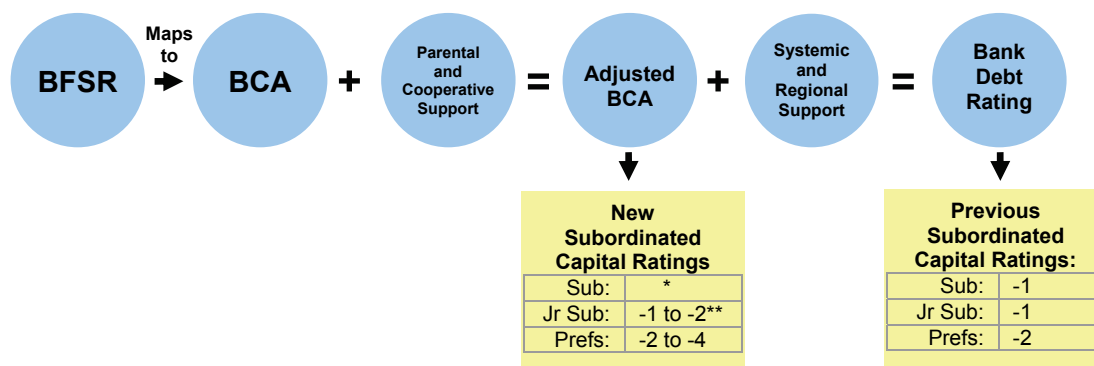 Maps
to
BFSR
BCA
+
Parental
and
Cooperative
Support
=
Adjusted
BCA
+
Systemic
and
Regional
Support
=
Bank
Debt
Rating
New
Subordinated
Capital Ratings
Sub: *
Jr Sub: -1 to -2**
Prefs: -2 to -4
Previous
Subordinated
Capital Ratings:
Sub: -1
Jr Sub: -1
Prefs: -2